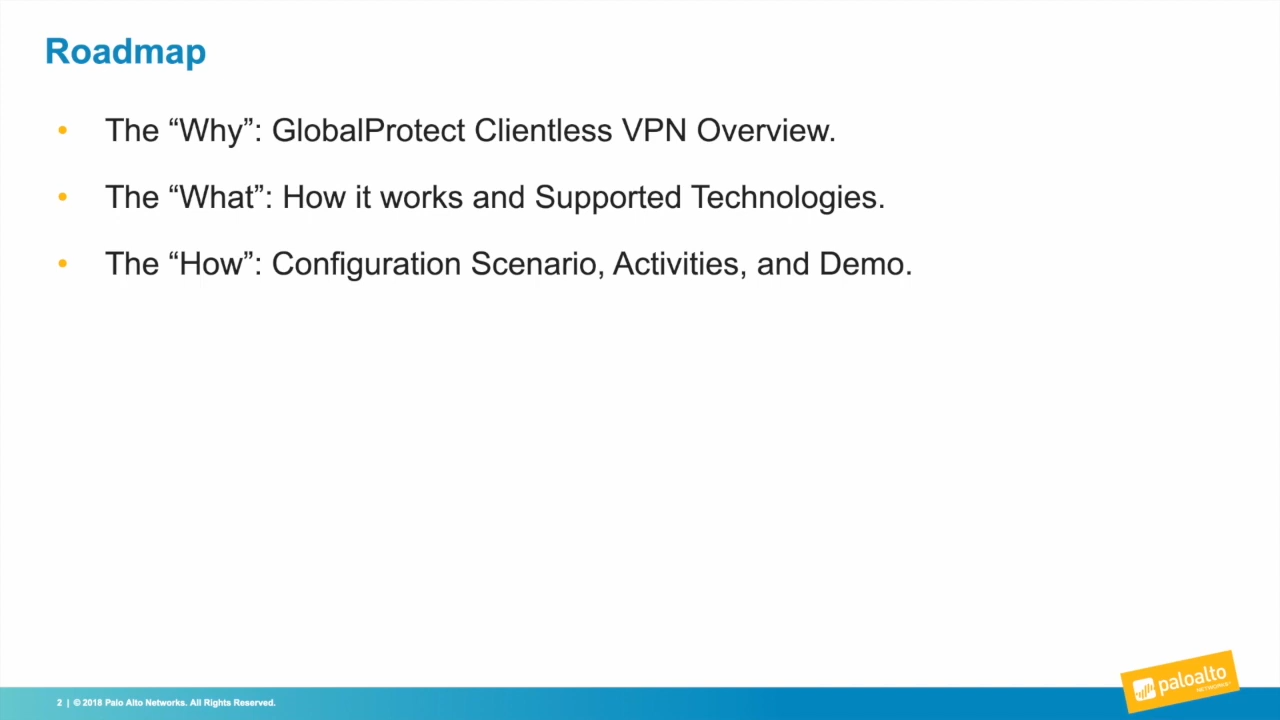 Roadmap
• The “Why”: GlobalProtect Clientless VPN Overview.
• The “What”: How it works and Supported Technologies.
• The “How”: Configuration Scenario, Activities, and Demo.
2 | © 2018 Palo Alto Networks. All Rights Reserved.
paloalto
NETWORKS